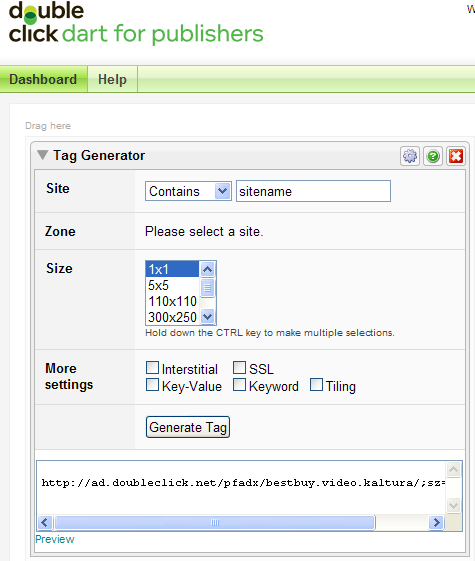 double
click dart for publishers
W
Dashboard Help
Drag here
Tag Generator
Site Contains sitename
Zone Please select a site.
Size 1x1
5x5
110x110
300x250
Hold down the CTRL key to make multiple selections.
More settings Interstitial SSL
Key-Value Keyword Tiling
Generate Tag
http://ad.doubleclick.net/pfadx/bestbuy.video.kaltura/;sz=
Preview